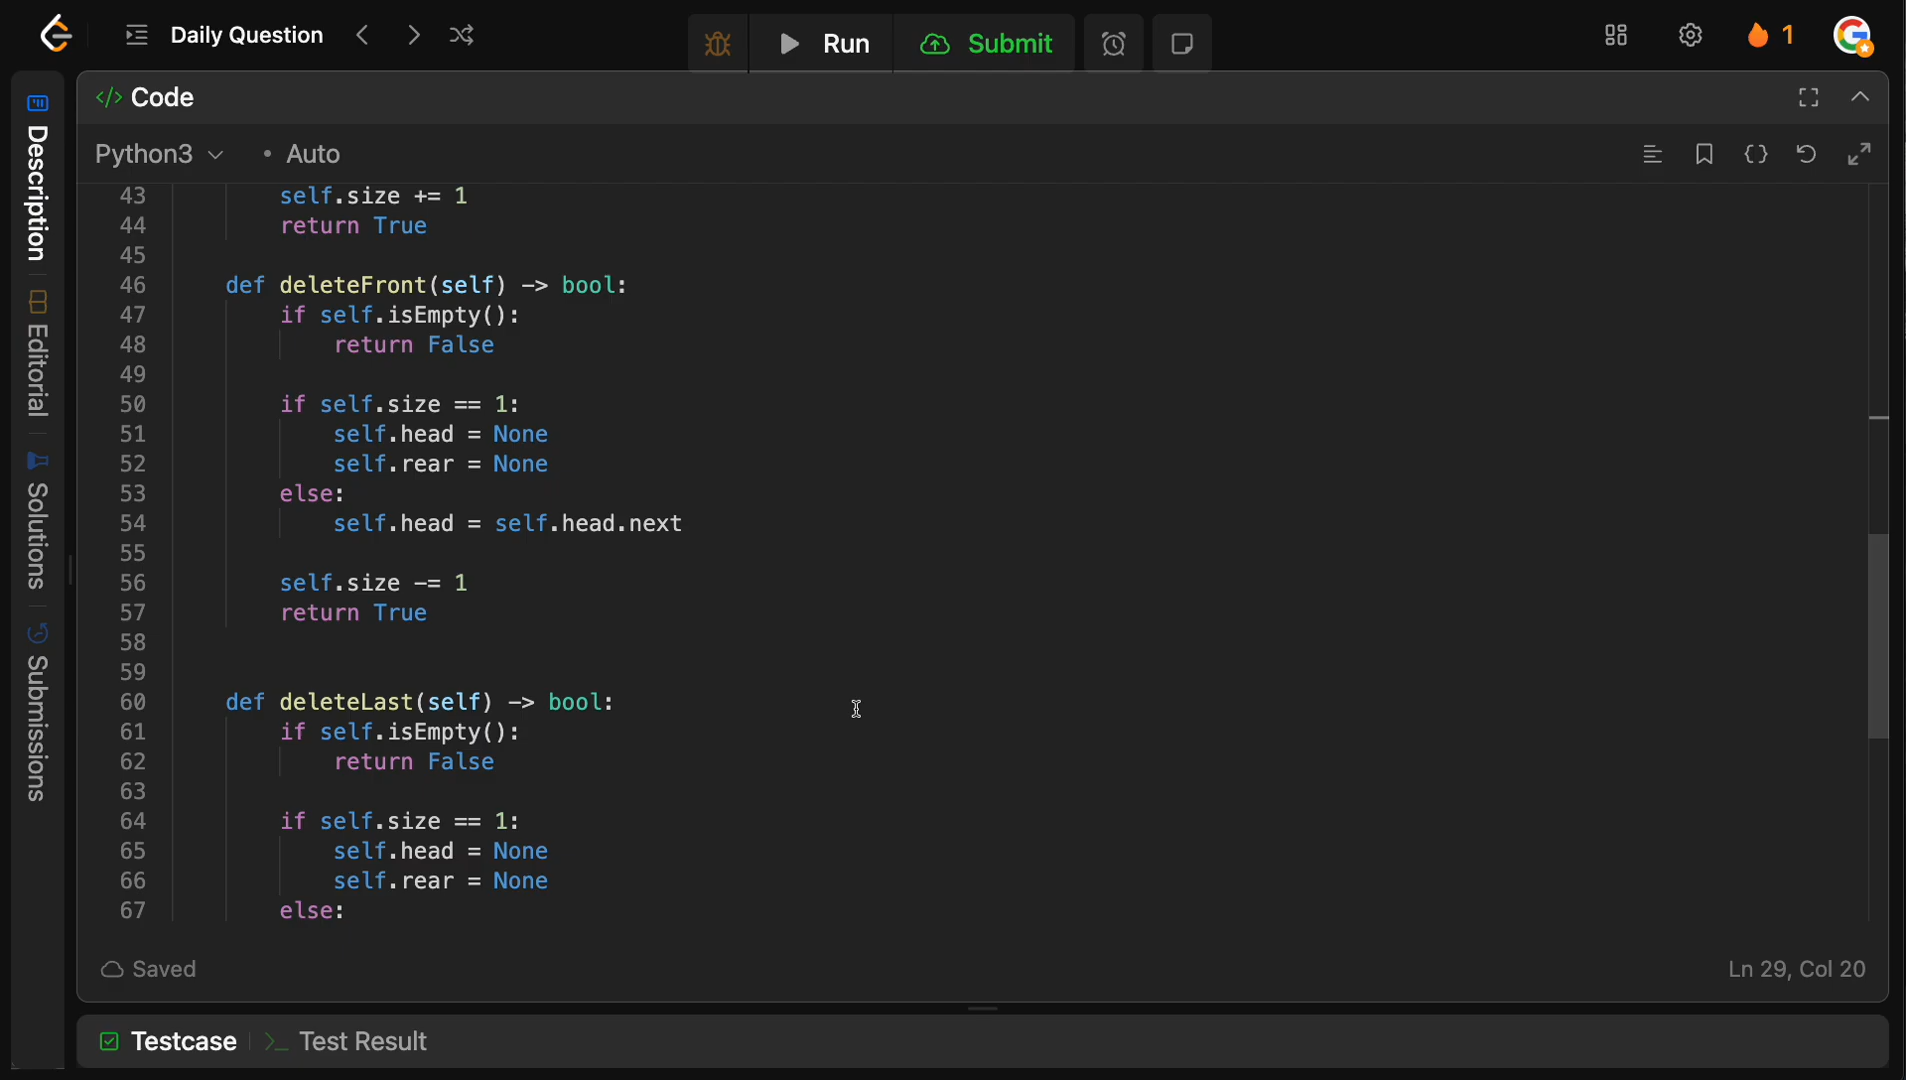 Daily Question
Run
Submit
1
Description
Editorial
Solutions
Submissions
</> Code
Python3
• Auto
43 self.size += 1
44 return True
45
46 def deleteFront(self) -> bool:
47 if self.isEmpty():
48 return False
49
50 if self.size == 1:
51 self.head = None
52 self.rear = None
53 else:
54 self.head = self.head.next
55
56 self.size -= 1
57 return True
58
59
60 def deleteLast(self) -> bool:
61 if self.isEmpty():
62 return False
63
64 if self.size == 1:
65 self.head = None
66 self.rear = None
67 else:
Saved
Ln 29, Col 20
Testcase
Test Result